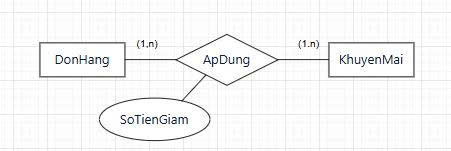 (1.n) (1.n)
DonHang ApDung KhuyenMai
SoTienGiam